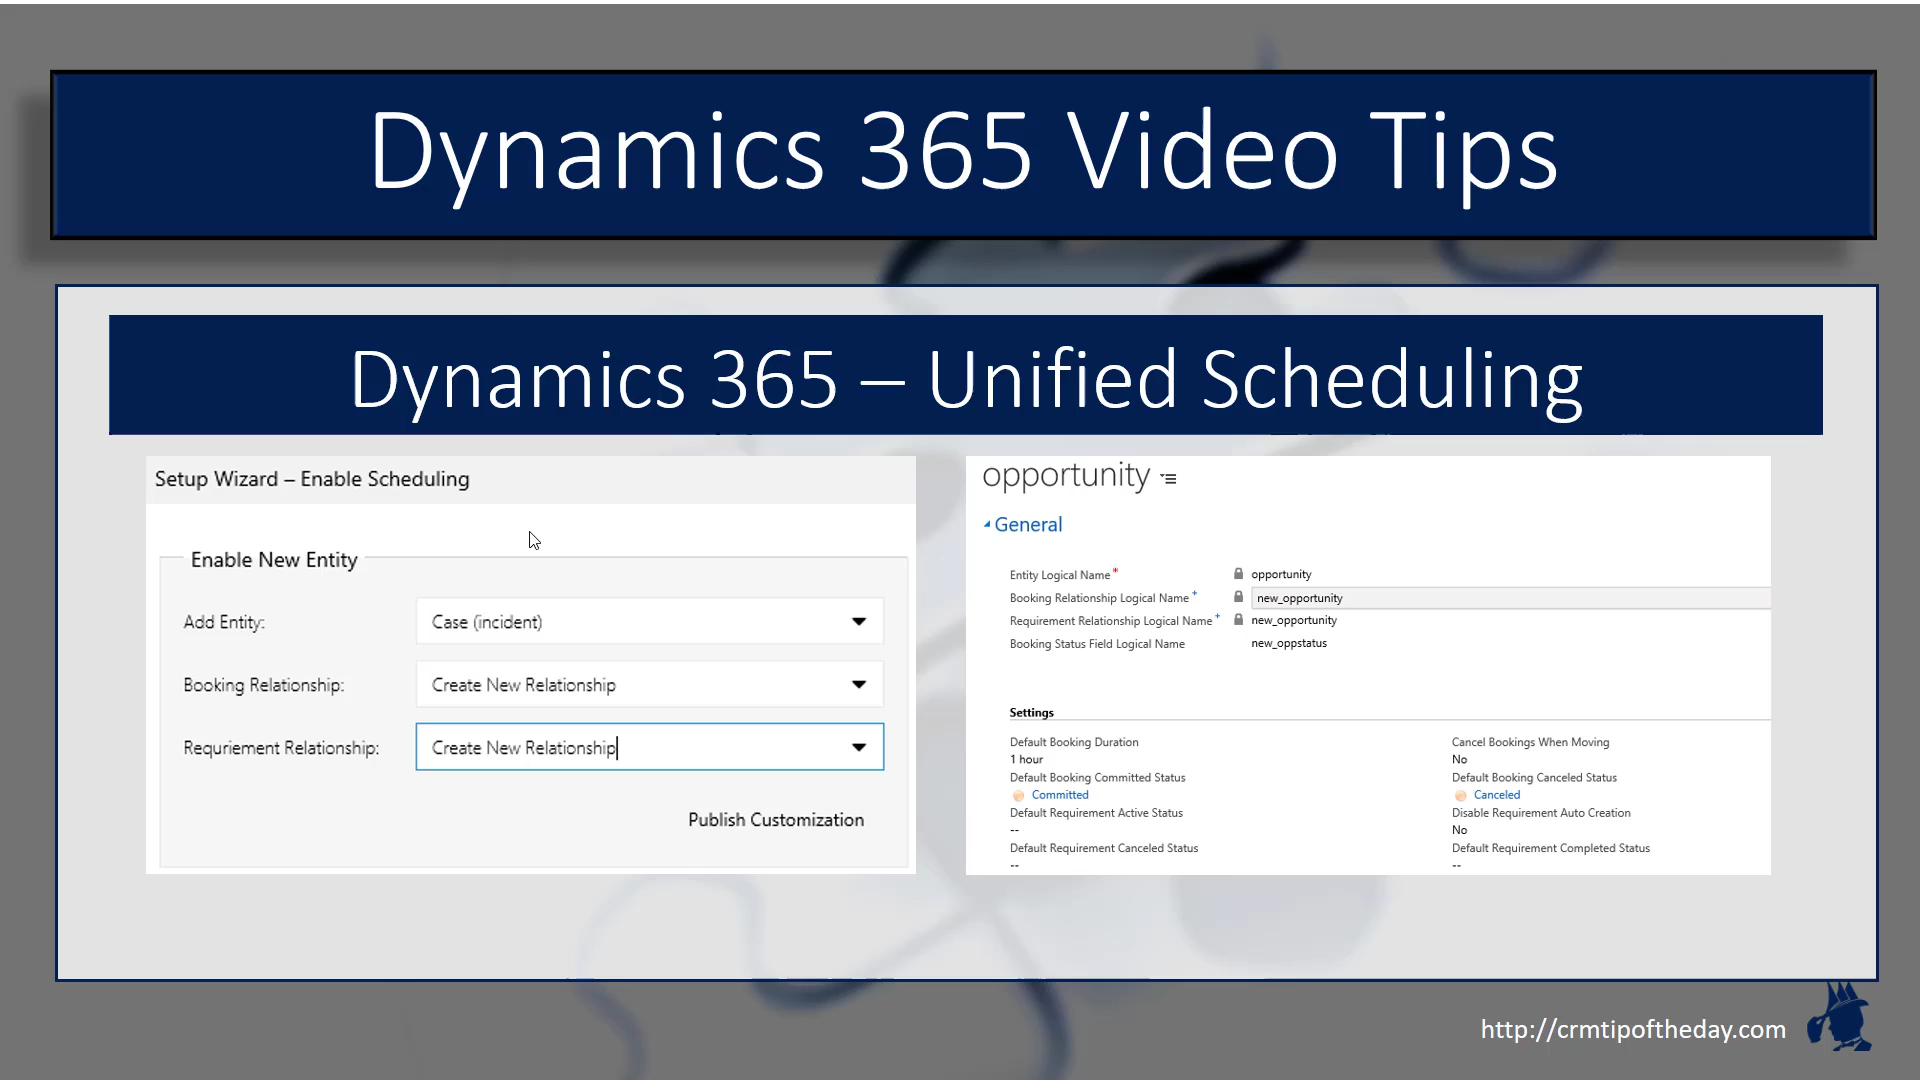 Dynamics 365 Video Tips
Dynamics 365 – Unified Scheduling
Setup Wizard – Enable Scheduling
Enable New Entity
Add Entity: Case (incident)
Booking Relationship: Create New Relationship
Requriement Relationship: Create New Relationship
Publish Customization
opportunity
General
Entity Logical Name * opportunity
Booking Relationship Logical Name + new_opportunity
Requirement Relationship Logical Name + new_opportunity
Booking Status Field Logical Name new_oppstatus
Settings
Default Booking Duration Cancel Bookings When Moving
1 hour No
Default Booking Committed Status Default Booking Canceled Status
Committed Canceled
Default Requirement Active Status Disable Requirement Auto Creation
-- No
Default Requirement Canceled Status Default Requirement Completed Status
-- --
http://crmtipoftheday.com